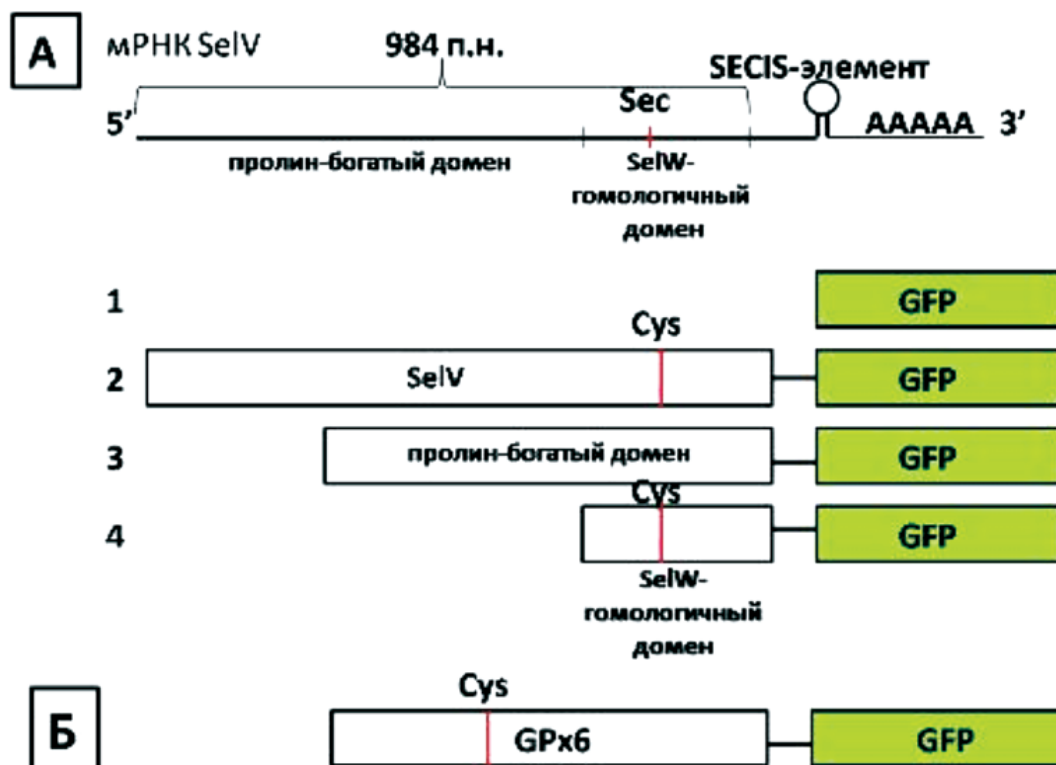 А
мРНК SelV
984 п.н.
SECIS-элемент
Sec
5’
AAAAA 3’
пролин-богатый домен
SelW-
гомологичный
домен
1
GFP
Cys
2
SelV
GFP
3
пролин-богатый домен
GFP
Cys
4
GFP
SelW-
гомологичный
домен
Cys
Б
GPx6
GFP